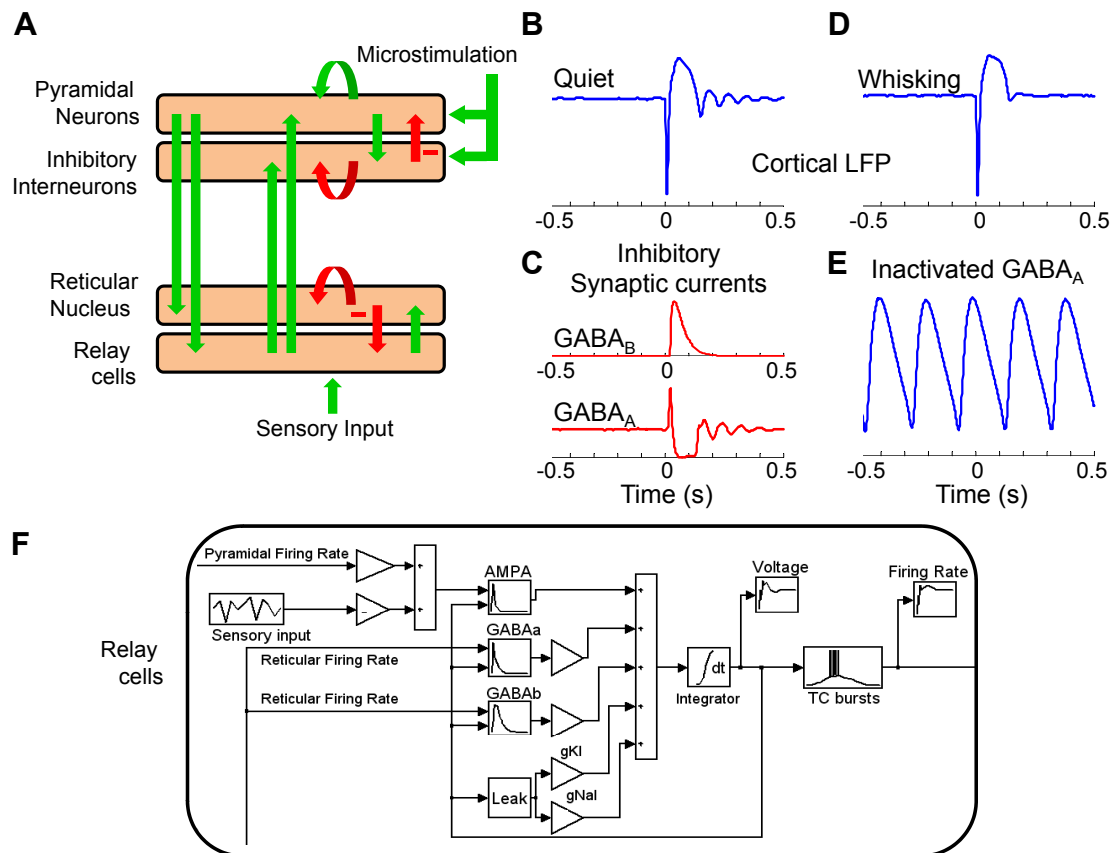 A
Microstimulation
Pyramidal
Neurons
Inhibitory
Interneurons
Reticular
Nucleus
Relay
cells
Sensory Input
B
Quiet
-0.5 0 0.5
D
Whisking
Cortical LFP
-0.5 0 0.5
C
Inhibitory
Synaptic currents
GABAB
-0.5 0 0.5
GABAA
-0.5 0 0.5
Time (s)
E
Inactivated GABAA
-0.5 0 0.5
Time (s)
F
Relay
cells
Pyramidal Firing Rate
Sensory input
Reticular Firing Rate
Reticular Firing Rate
AMPA
GABAa
GABAb
Leak
gKl
gNal
dt
Integrator
Voltage
TC bursts
Firing Rate